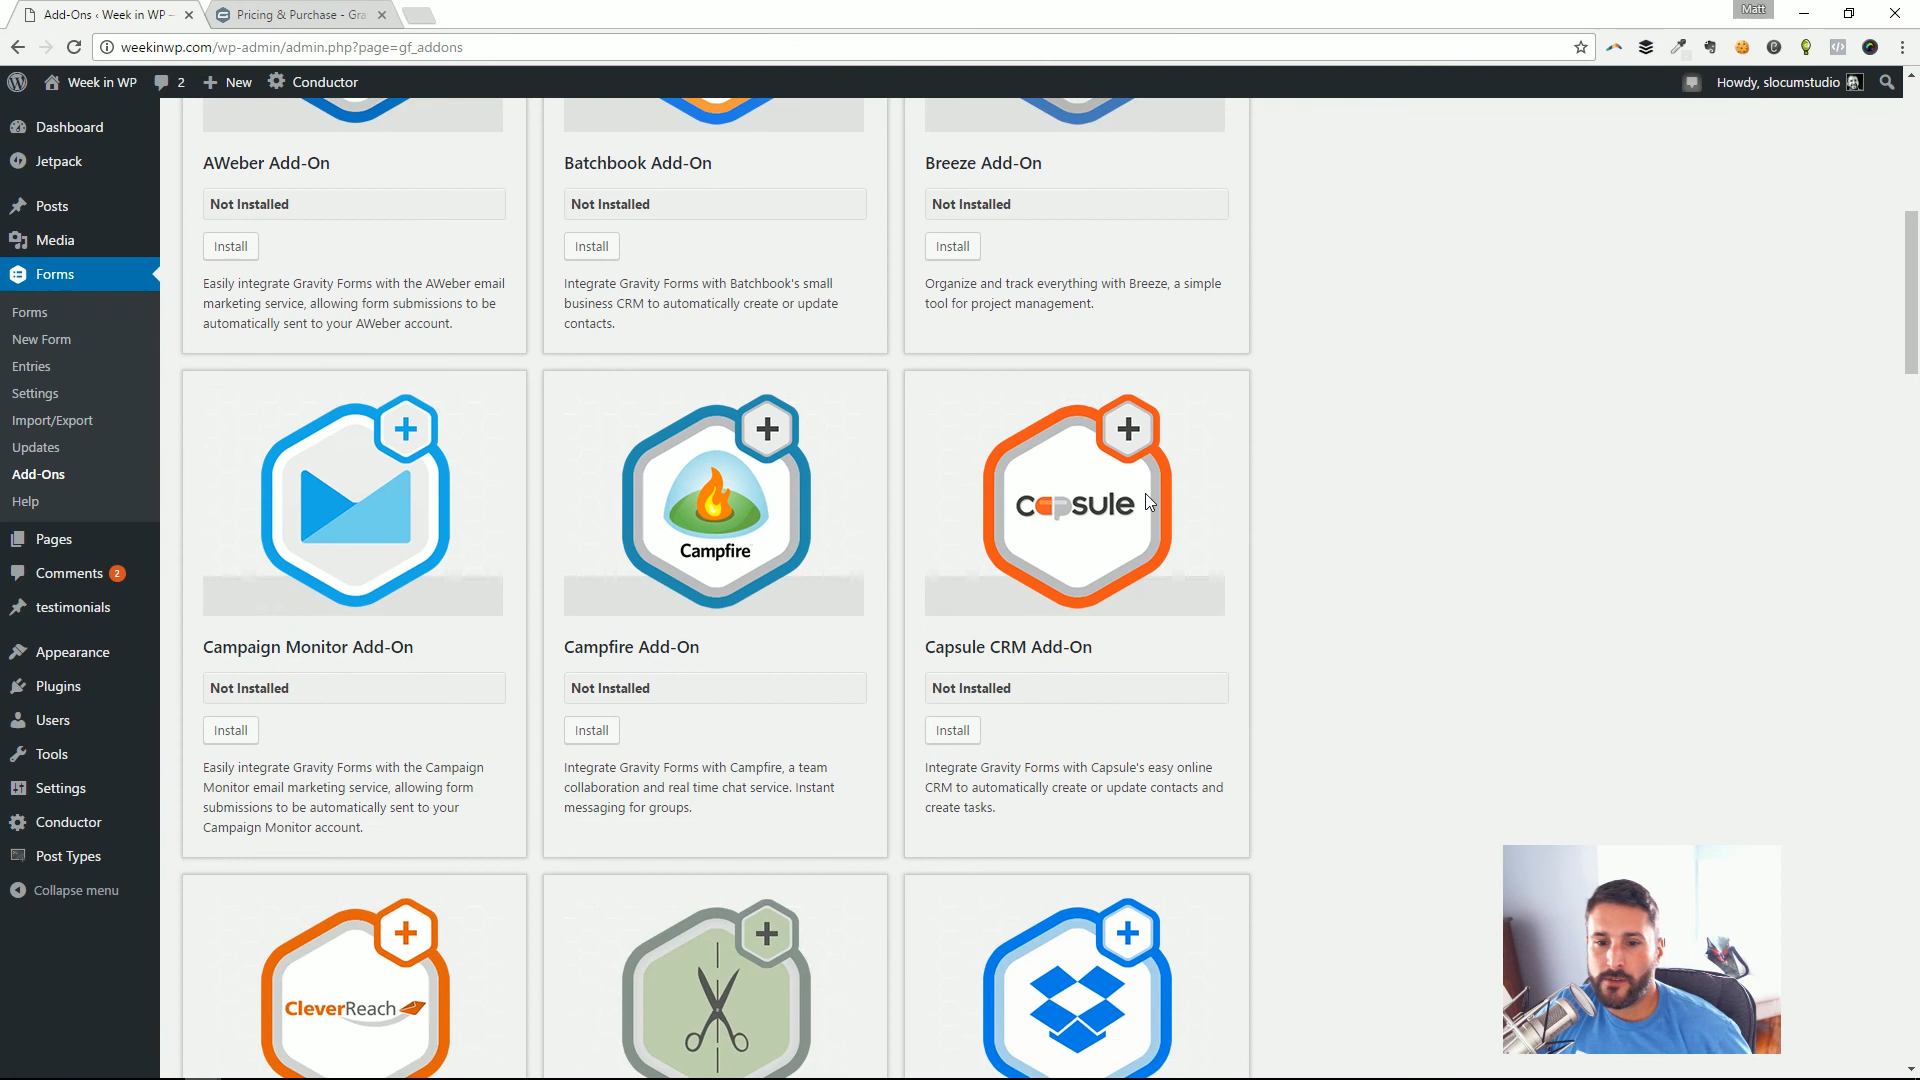 Add-Ons ‹ Week in WP –
Pricing & Purchase - Gra
Matt
weekinwp.com/wp-admin/admin.php?page=gf_addons
Week in WP
2
New
Conductor
Howdy, slocumstudio
Dashboard
Jetpack
Posts
Media
Forms
Forms
New Form
Entries
Settings
Import/Export
Updates
Add-Ons
Help
Pages
Comments 2
testimonials
Appearance
Plugins
Users
Tools
Settings
Conductor
Post Types
Collapse menu
AWeber Add-On
Not Installed
Install
Easily integrate Gravity Forms with the AWeber email
marketing service, allowing form submissions to be
automatically sent to your AWeber account.
Batchbook Add-On
Not Installed
Install
Integrate Gravity Forms with Batchbook's small
business CRM to automatically create or update
contacts.
Breeze Add-On
Not Installed
Install
Organize and track everything with Breeze, a simple
tool for project management.
Campaign Monitor Add-On
Not Installed
Install
Easily integrate Gravity Forms with the Campaign
Monitor email marketing service, allowing form
submissions to be automatically sent to your
Campaign Monitor account.
Campfire
Campfire Add-On
Not Installed
Install
Integrate Gravity Forms with Campfire, a team
collaboration and real time chat service. Instant
messaging for groups.
capsule
Capsule CRM Add-On
Not Installed
Install
Integrate Gravity Forms with Capsule's easy online
CRM to automatically create or update contacts and
create tasks.
CleverReach